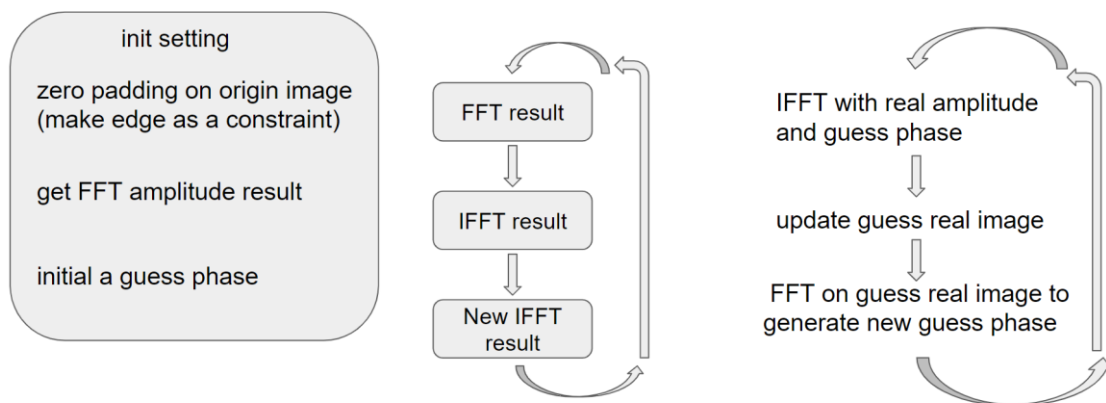 init setting
zero padding on origin image
(make edge as a constraint)
get FFT amplitude result
initial a guess phase
FFT result
IFFT result
New IFFT
result
IFFT with real amplitude
and guess phase
update guess real image
FFT on guess real image to
generate new guess phase